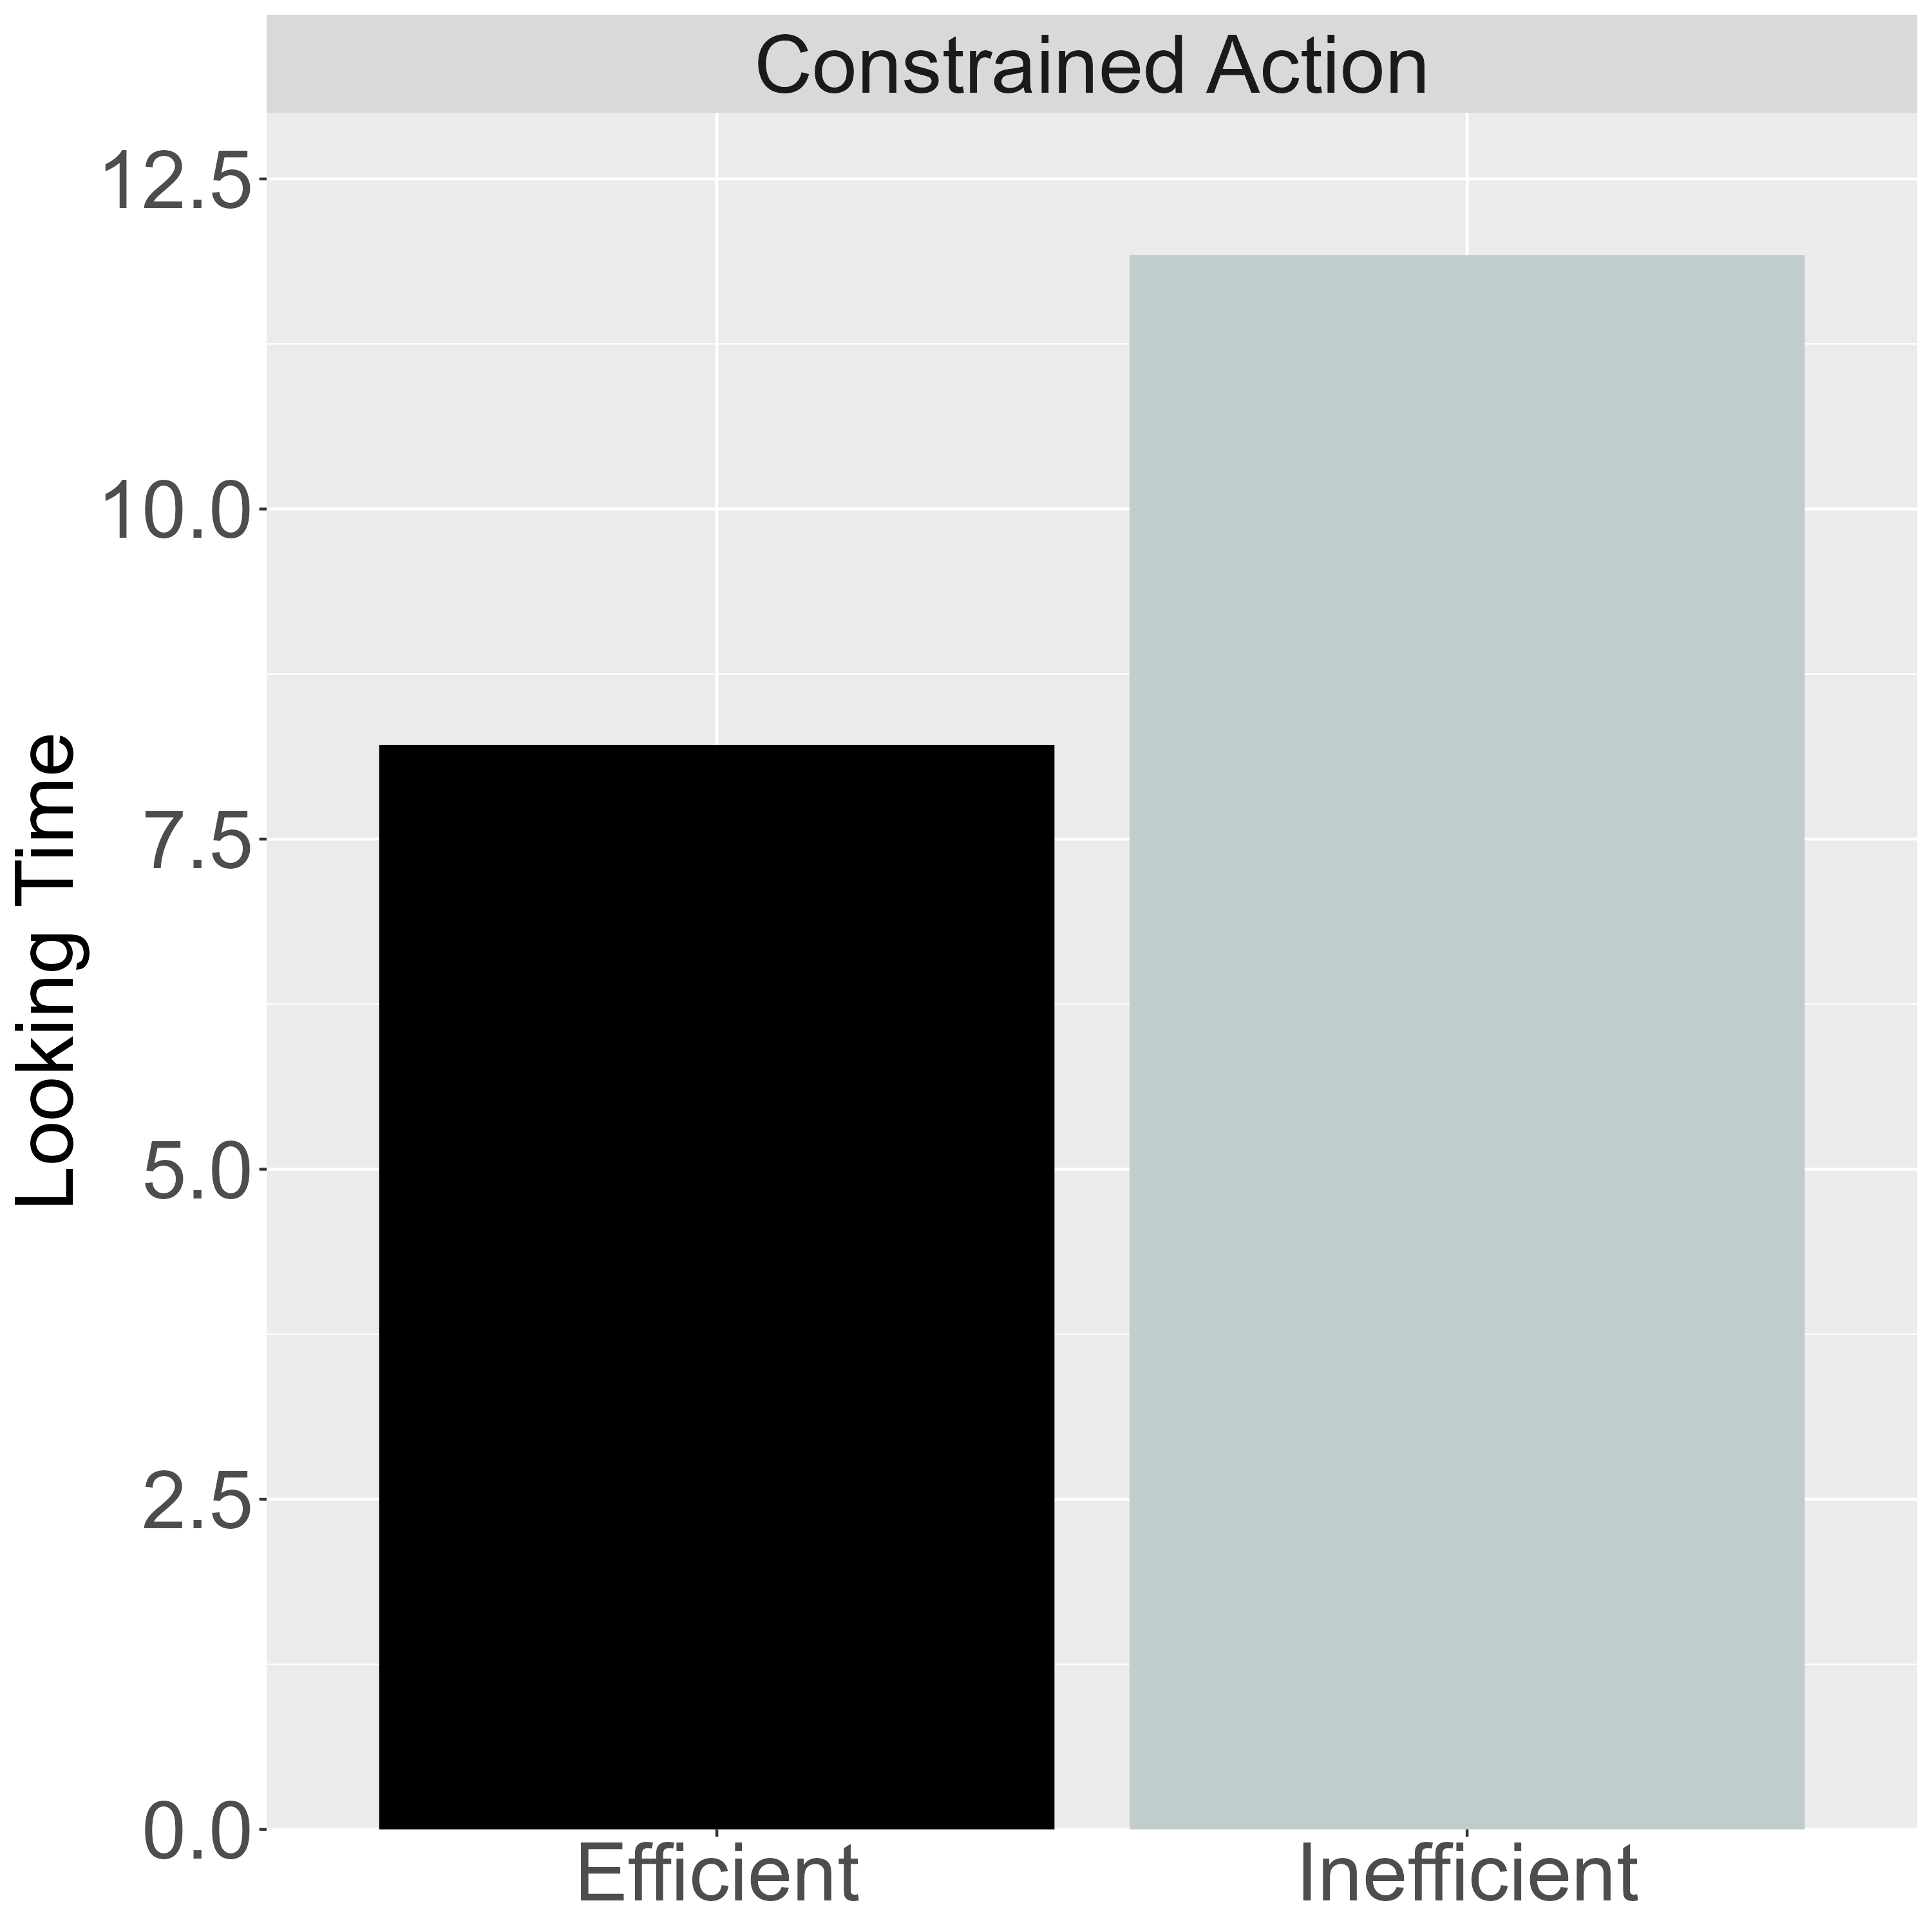 Constrained Action
12.5
10.0
7.5
5.0
2.5
0.0
Looking Time
Efficient
Inefficient